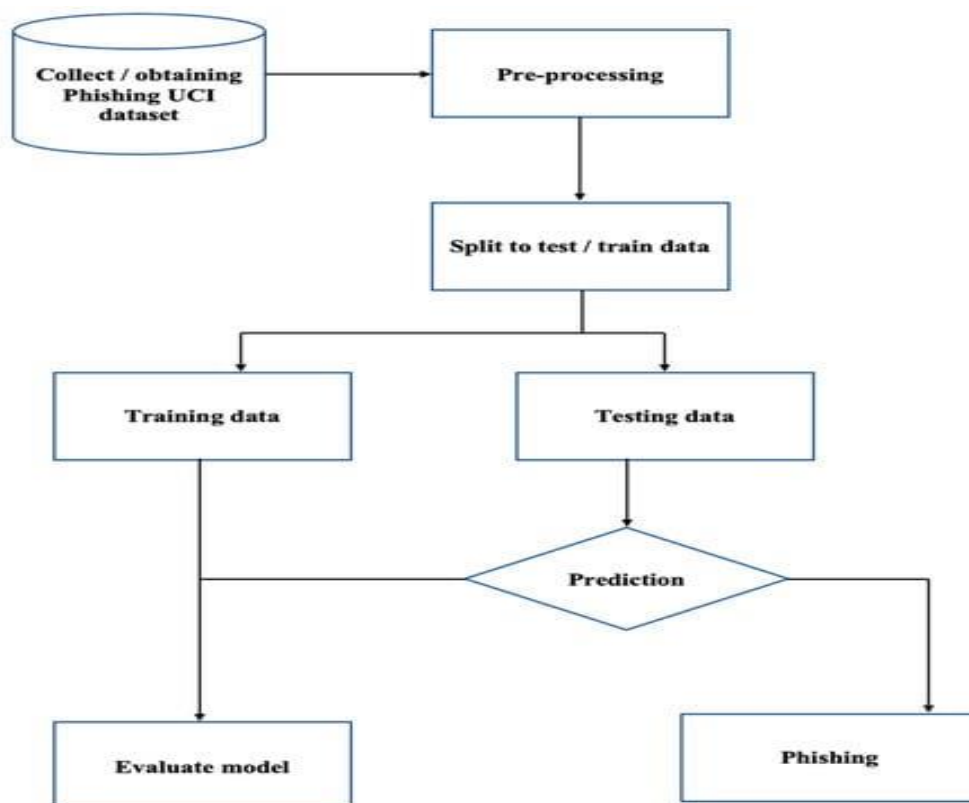 Collect / obtaining
Phishing UCI
dataset
Pre-processing
Split to test / train data
Training data
Testing data
Prediction
Evaluate model
Phishing